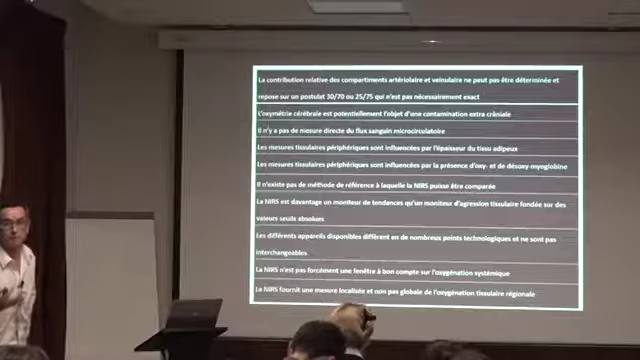 La contribution relative des compartiments artériolaire et veinulaire ne peut pas être déterminée et
repose sur un postulat 30/70 ou 25/75 qui n'est pas nécessairement exact
L'oxymétrie cérébrale est potentiellement l'objet d'une contamination extra crâniale
Il n'y a pas de mesure directe du flux sanguin microcirculatoire
Les mesures tissulaires périphériques sont influencées par l'épaisseur du tissu adipeux
Les mesures tissulaires périphériques sont influencées par la présence d'oxy- et de désoxy-myoglobine
Il n'existe pas de méthode de référence à laquelle la NIRS puisse être comparée
La NIRS est davantage un moniteur de tendances qu'un moniteur d'agression tissulaire fondée sur des
valeurs seuils absolues
Les différents appareils disponibles diffèrent en de nombreux points technologiques et ne sont pas
interchangeables
La NIRS n'est pas forcément une fenêtre à bon compte sur l'oxygénation systémique
La NIRS fournit une mesure localisée et non pas globale de l'oxygénation tissulaire régionale